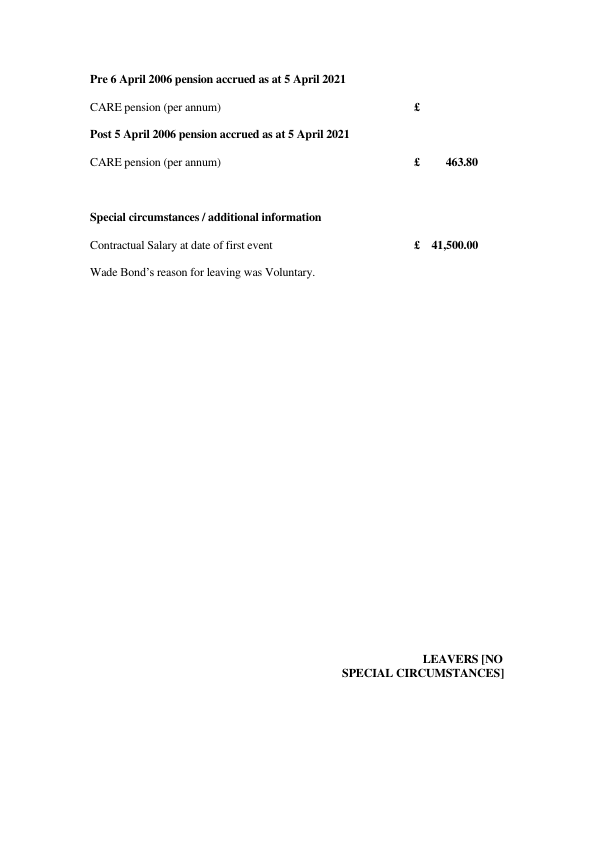 Pre 6 April 2006 pension accrued as at 5 April 2021
CARE pension (per annum) £
Post 5 April 2006 pension accrued as at 5 April 2021
CARE pension (per annum) £ 463.80
Special circumstances / additional information
Contractual Salary at date of first event £ 41,500.00
Wade Bond’s reason for leaving was Voluntary.
LEAVERS [NO
SPECIAL CIRCUMSTANCES]